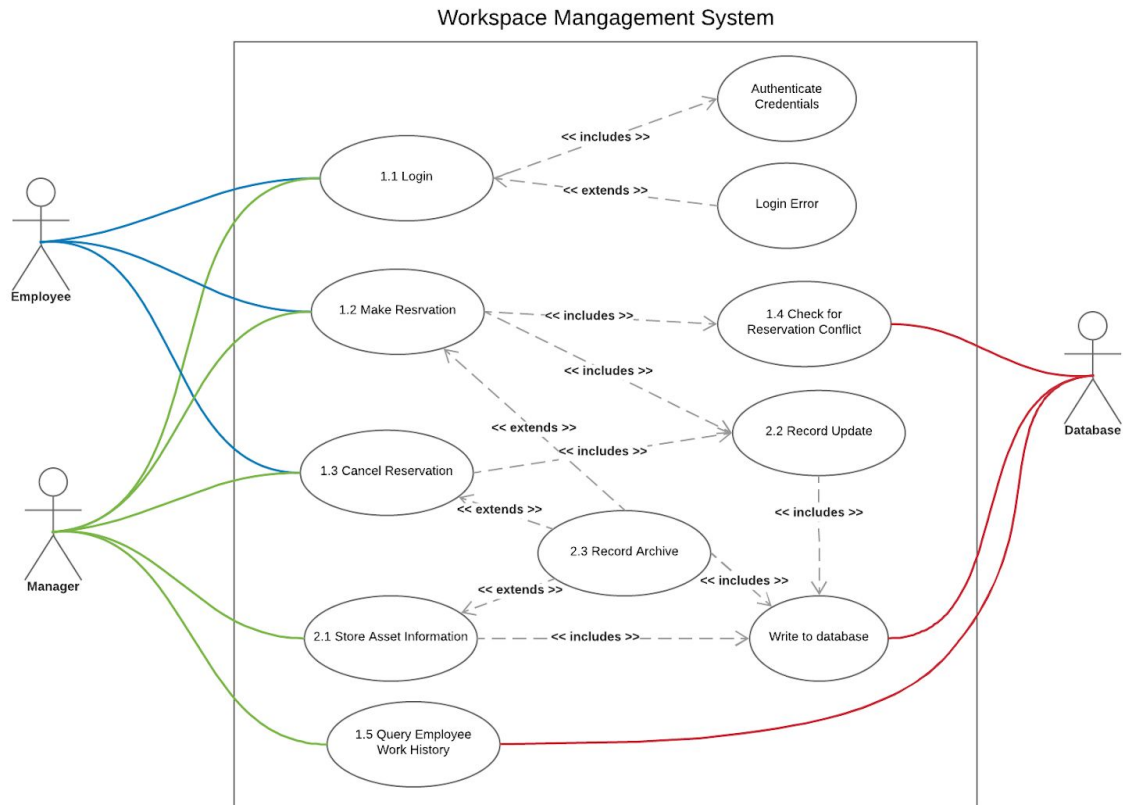 Workspace Mangagement System
Authenticate
Credentials
<< includes >>
1.1 Login
<< extends >>
Login Error
Employee
1.2 Make Resrvation
<< includes >>
1.4 Check for
Reservation Conflict
<< includes >>
Database
<< extends >>
2.2 Record Update
<< includes >>
1.3 Cancel Reservation
<< extends >>
<< includes >>
2.3 Record Archive
Manager
<< includes >>
<< extends >>
2.1 Store Asset Information
<< includes >>
Write to database
1.5 Query Employee
Work History